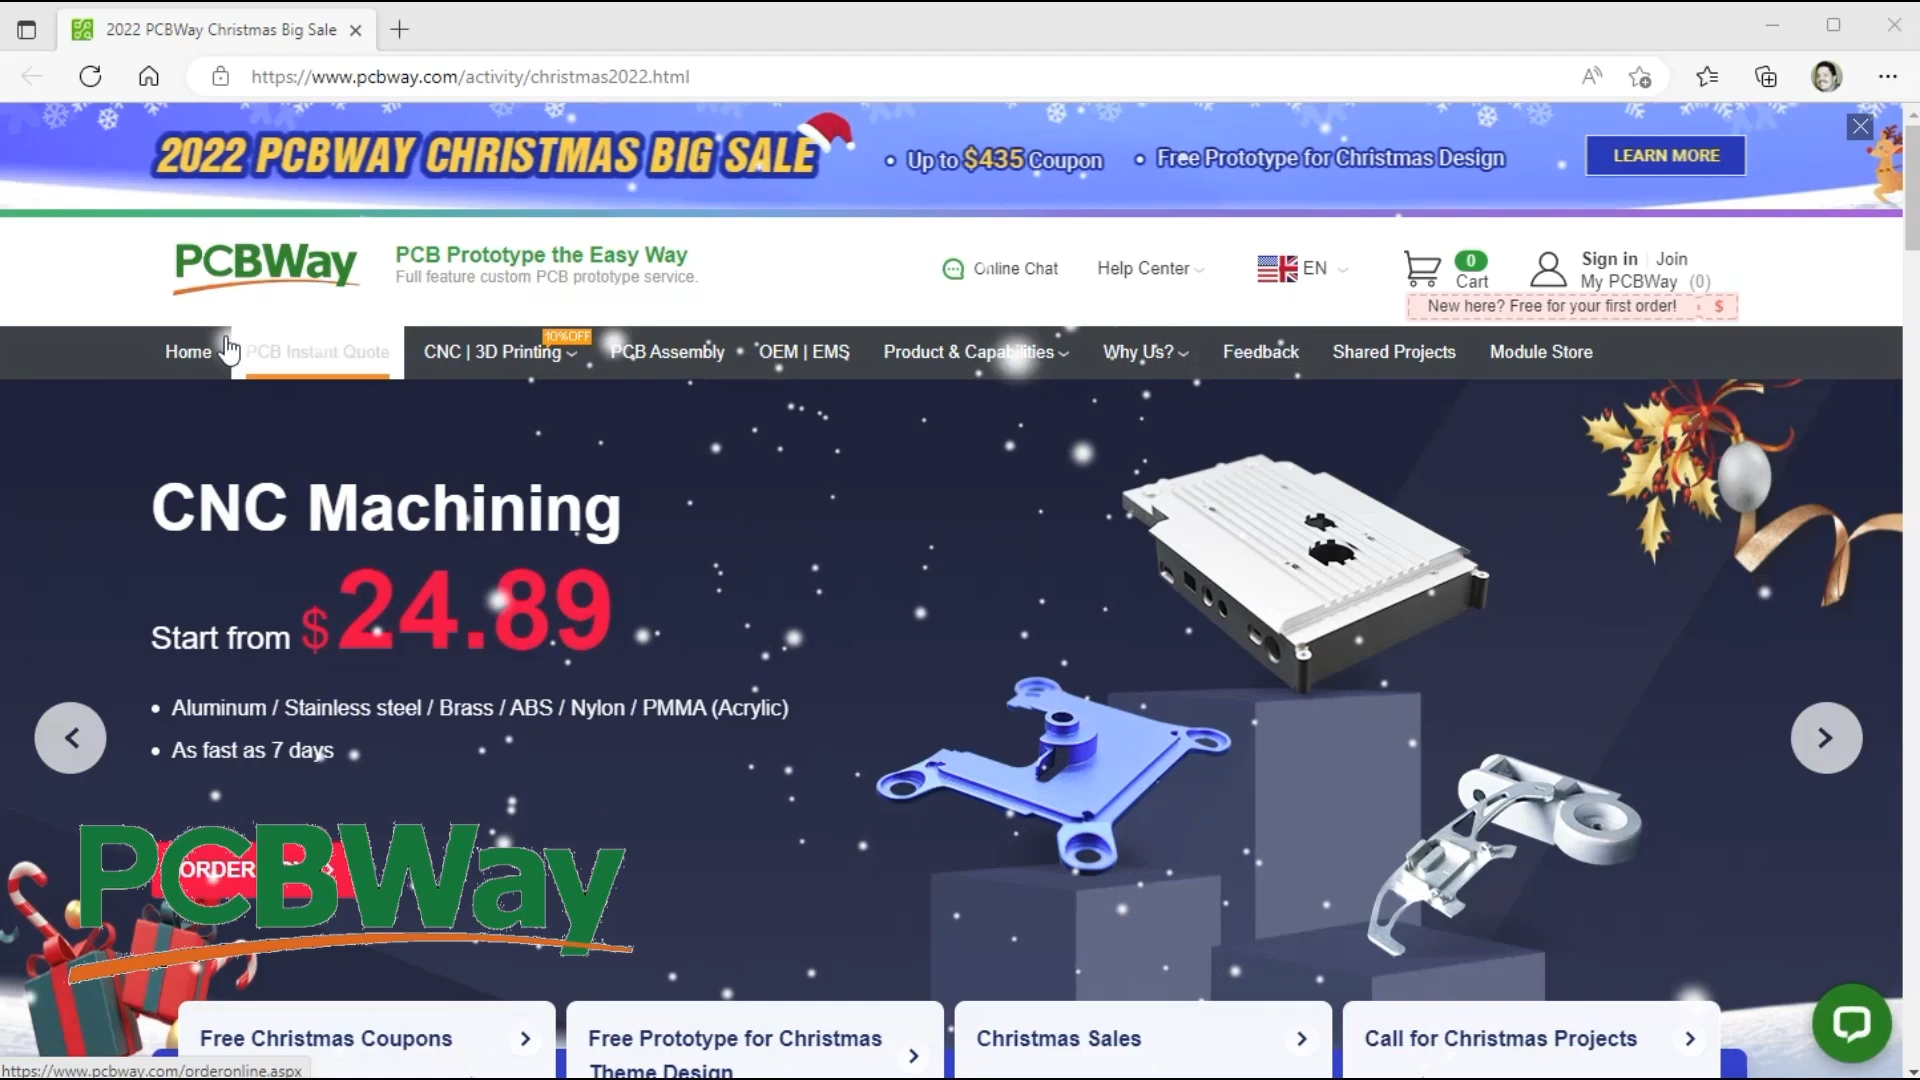 2022 PCBWay Christmas Big Sale
https://www.pcbway.com/activity/christmas2022.html
2022 PCBWAY CHRISTMAS BIG SALE
• Up to $435 Coupon
• Free Prototype for Christmas Design
LEARN MORE
PCBWay
PCB Prototype the Easy Way
Full feature custom PCB prototype service.
Online Chat
Help Center
EN
0
Cart
Sign in | Join
My PCBWay (0)
New here? Free for your first order! $
Home
PCB Instant Quote
CNC | 3D Printing
10%OFF
PCB Assembly
OEM | EMS
Product & Capabilities
Why Us?
Feedback
Shared Projects
Module Store
CNC Machining
Start from $24.89
• Aluminum / Stainless steel / Brass / ABS / Nylon / PMMA (Acrylic)
• As fast as 7 days
ORDER
PCBWay
Free Christmas Coupons
Free Prototype for Christmas
Theme Design
Christmas Sales
Call for Christmas Projects
https://www.pcbway.com/orderonline.aspx